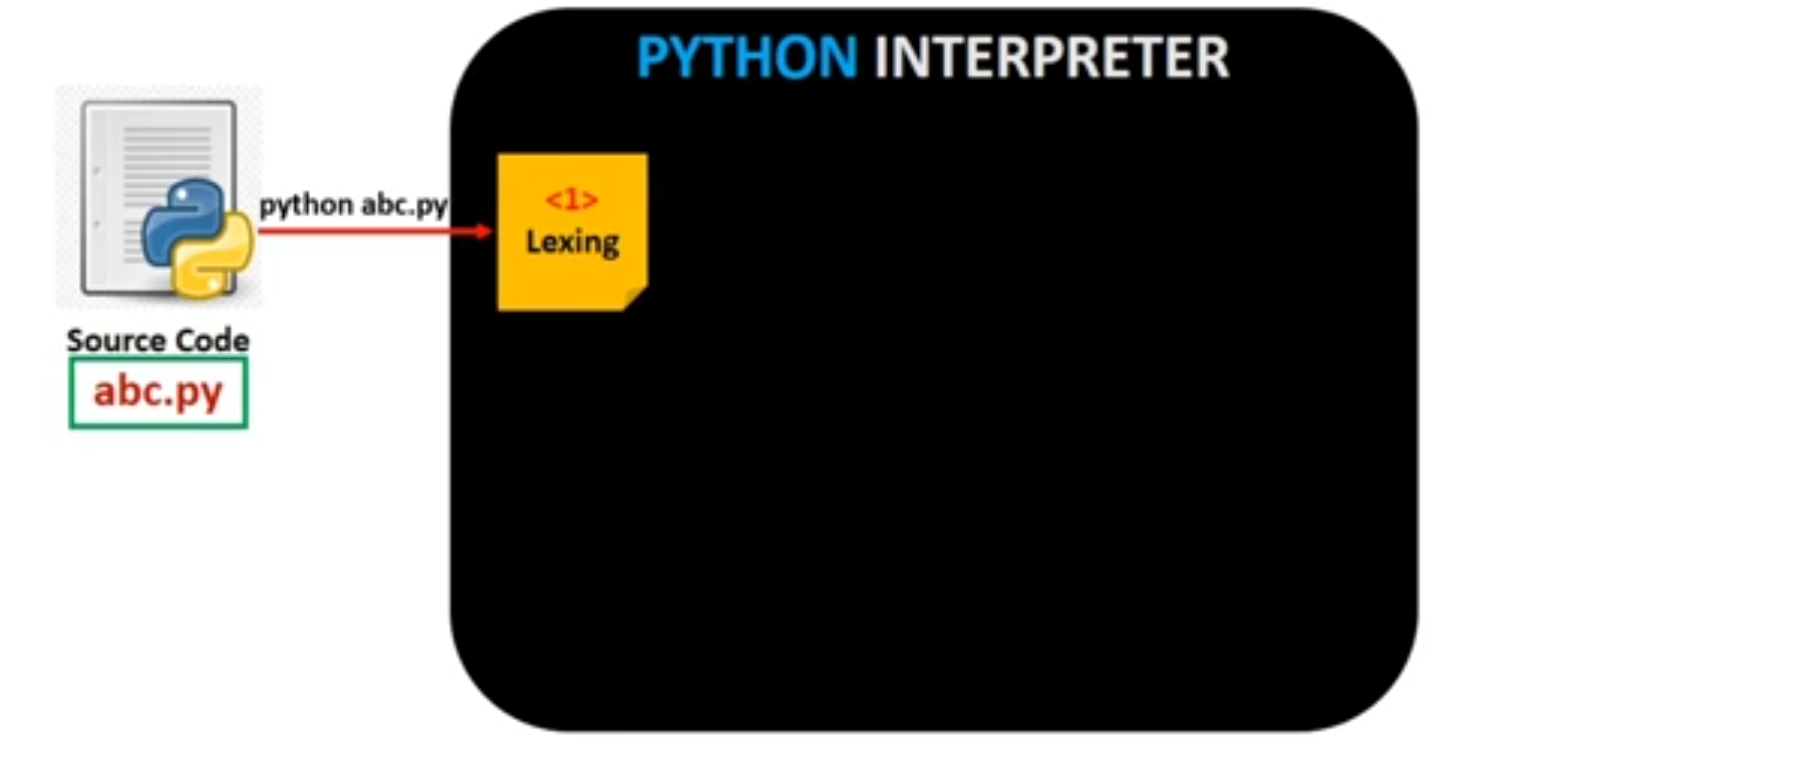 PYTHON INTERPRETER
python abc.py
<1>
Lexing
Source Code
abc.py